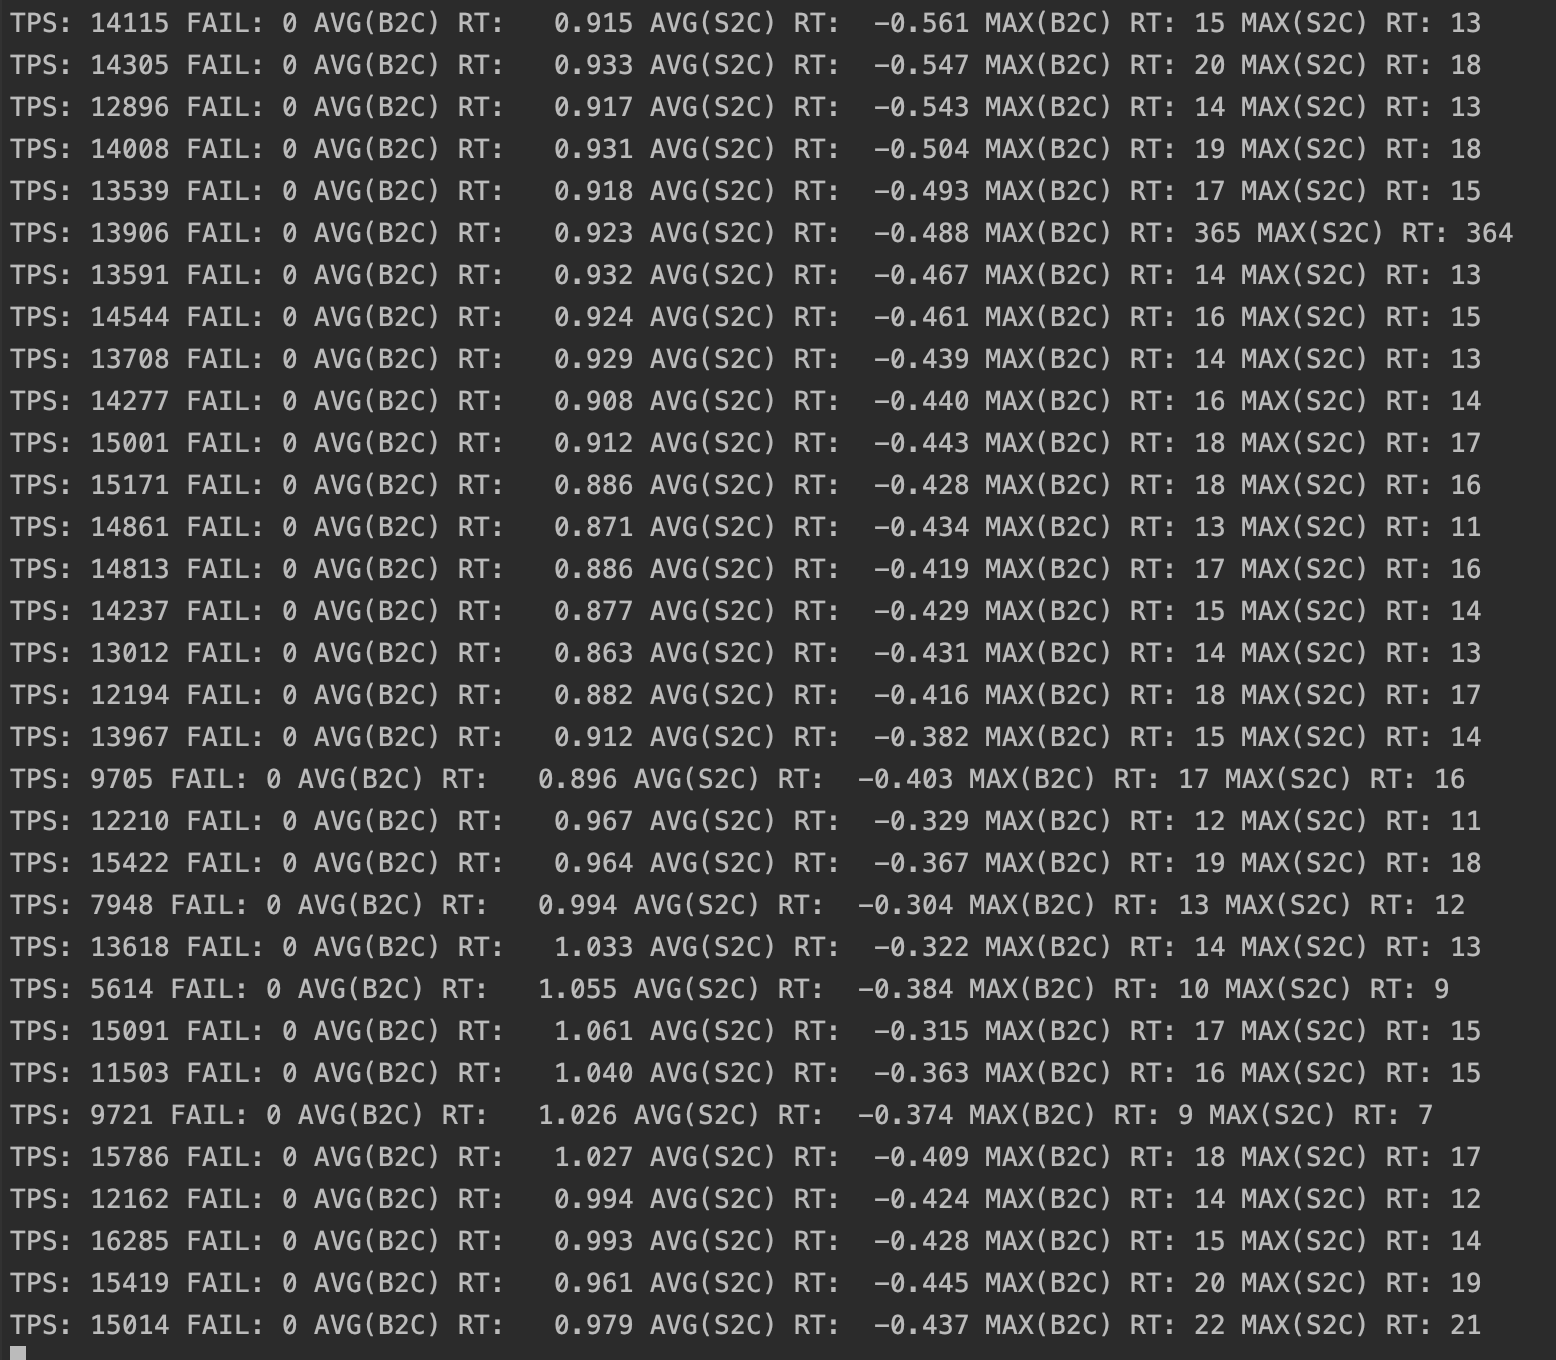 TPS: 14115 FAIL: 0 AVG(B2C) RT:   0.915 AVG(S2C) RT:  -0.561 MAX(B2C) RT: 15 MAX(S2C) RT: 13
TPS: 14305 FAIL: 0 AVG(B2C) RT:   0.933 AVG(S2C) RT:  -0.547 MAX(B2C) RT: 20 MAX(S2C) RT: 18
TPS: 12896 FAIL: 0 AVG(B2C) RT:   0.917 AVG(S2C) RT:  -0.543 MAX(B2C) RT: 14 MAX(S2C) RT: 13
TPS: 14008 FAIL: 0 AVG(B2C) RT:   0.931 AVG(S2C) RT:  -0.504 MAX(B2C) RT: 19 MAX(S2C) RT: 18
TPS: 13539 FAIL: 0 AVG(B2C) RT:   0.918 AVG(S2C) RT:  -0.493 MAX(B2C) RT: 17 MAX(S2C) RT: 15
TPS: 13906 FAIL: 0 AVG(B2C) RT:   0.923 AVG(S2C) RT:  -0.488 MAX(B2C) RT: 365 MAX(S2C) RT: 364
TPS: 13591 FAIL: 0 AVG(B2C) RT:   0.932 AVG(S2C) RT:  -0.467 MAX(B2C) RT: 14 MAX(S2C) RT: 13
TPS: 14544 FAIL: 0 AVG(B2C) RT:   0.924 AVG(S2C) RT:  -0.461 MAX(B2C) RT: 16 MAX(S2C) RT: 15
TPS: 13708 FAIL: 0 AVG(B2C) RT:   0.929 AVG(S2C) RT:  -0.439 MAX(B2C) RT: 14 MAX(S2C) RT: 13
TPS: 14277 FAIL: 0 AVG(B2C) RT:   0.908 AVG(S2C) RT:  -0.440 MAX(B2C) RT: 16 MAX(S2C) RT: 14
TPS: 15001 FAIL: 0 AVG(B2C) RT:   0.912 AVG(S2C) RT:  -0.443 MAX(B2C) RT: 18 MAX(S2C) RT: 17
TPS: 15171 FAIL: 0 AVG(B2C) RT:   0.886 AVG(S2C) RT:  -0.428 MAX(B2C) RT: 18 MAX(S2C) RT: 16
TPS: 14861 FAIL: 0 AVG(B2C) RT:   0.871 AVG(S2C) RT:  -0.434 MAX(B2C) RT: 13 MAX(S2C) RT: 11
TPS: 14813 FAIL: 0 AVG(B2C) RT:   0.886 AVG(S2C) RT:  -0.419 MAX(B2C) RT: 17 MAX(S2C) RT: 16
TPS: 14237 FAIL: 0 AVG(B2C) RT:   0.877 AVG(S2C) RT:  -0.429 MAX(B2C) RT: 15 MAX(S2C) RT: 14
TPS: 13012 FAIL: 0 AVG(B2C) RT:   0.863 AVG(S2C) RT:  -0.431 MAX(B2C) RT: 14 MAX(S2C) RT: 13
TPS: 12194 FAIL: 0 AVG(B2C) RT:   0.882 AVG(S2C) RT:  -0.416 MAX(B2C) RT: 18 MAX(S2C) RT: 17
TPS: 13967 FAIL: 0 AVG(B2C) RT:   0.912 AVG(S2C) RT:  -0.382 MAX(B2C) RT: 15 MAX(S2C) RT: 14
TPS: 9705 FAIL: 0 AVG(B2C) RT:   0.896 AVG(S2C) RT:  -0.403 MAX(B2C) RT: 17 MAX(S2C) RT: 16
TPS: 12210 FAIL: 0 AVG(B2C) RT:   0.967 AVG(S2C) RT:  -0.329 MAX(B2C) RT: 12 MAX(S2C) RT: 11
TPS: 15422 FAIL: 0 AVG(B2C) RT:   0.964 AVG(S2C) RT:  -0.367 MAX(B2C) RT: 19 MAX(S2C) RT: 18
TPS: 7948 FAIL: 0 AVG(B2C) RT:   0.994 AVG(S2C) RT:  -0.304 MAX(B2C) RT: 13 MAX(S2C) RT: 12
TPS: 13618 FAIL: 0 AVG(B2C) RT:   1.033 AVG(S2C) RT:  -0.322 MAX(B2C) RT: 14 MAX(S2C) RT: 13
TPS: 5614 FAIL: 0 AVG(B2C) RT:   1.055 AVG(S2C) RT:  -0.384 MAX(B2C) RT: 10 MAX(S2C) RT: 9
TPS: 15091 FAIL: 0 AVG(B2C) RT:   1.061 AVG(S2C) RT:  -0.315 MAX(B2C) RT: 17 MAX(S2C) RT: 15
TPS: 11503 FAIL: 0 AVG(B2C) RT:   1.040 AVG(S2C) RT:  -0.363 MAX(B2C) RT: 16 MAX(S2C) RT: 15
TPS: 9721 FAIL: 0 AVG(B2C) RT:   1.026 AVG(S2C) RT:  -0.374 MAX(B2C) RT: 9 MAX(S2C) RT: 7
TPS: 15786 FAIL: 0 AVG(B2C) RT:   1.027 AVG(S2C) RT:  -0.409 MAX(B2C) RT: 18 MAX(S2C) RT: 17
TPS: 12162 FAIL: 0 AVG(B2C) RT:   0.994 AVG(S2C) RT:  -0.424 MAX(B2C) RT: 14 MAX(S2C) RT: 12
TPS: 16285 FAIL: 0 AVG(B2C) RT:   0.993 AVG(S2C) RT:  -0.428 MAX(B2C) RT: 15 MAX(S2C) RT: 14
TPS: 15419 FAIL: 0 AVG(B2C) RT:   0.961 AVG(S2C) RT:  -0.445 MAX(B2C) RT: 20 MAX(S2C) RT: 19
TPS: 15014 FAIL: 0 AVG(B2C) RT:   0.979 AVG(S2C) RT:  -0.437 MAX(B2C) RT: 22 MAX(S2C) RT: 21